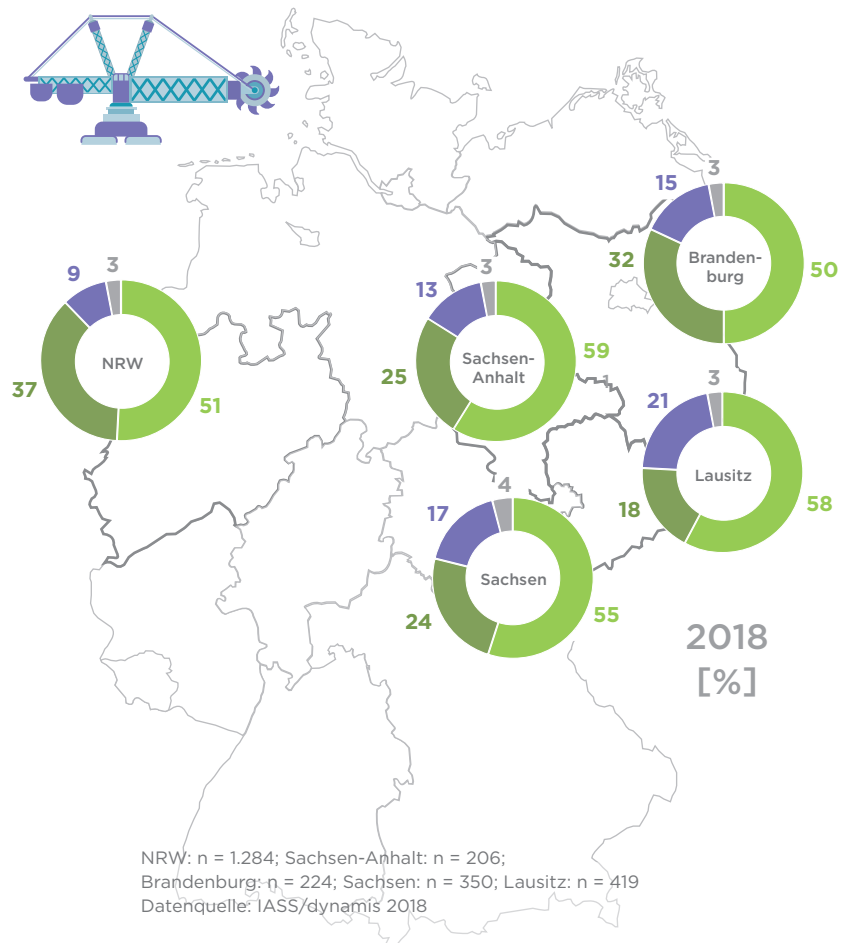 3
15
Branden-
burg
32
50
9
3
NRW
37
51
13
3
Sachsen-
Anhalt
25
59
21
3
Lausitz
18
58
4
17
Sachsen
24
55
2018
[%]
NRW: n = 1.284; Sachsen-Anhalt: n = 206;
Brandenburg: n = 224; Sachsen: n = 350; Lausitz: n = 419
Datenquelle: IASS/dynamis 2018